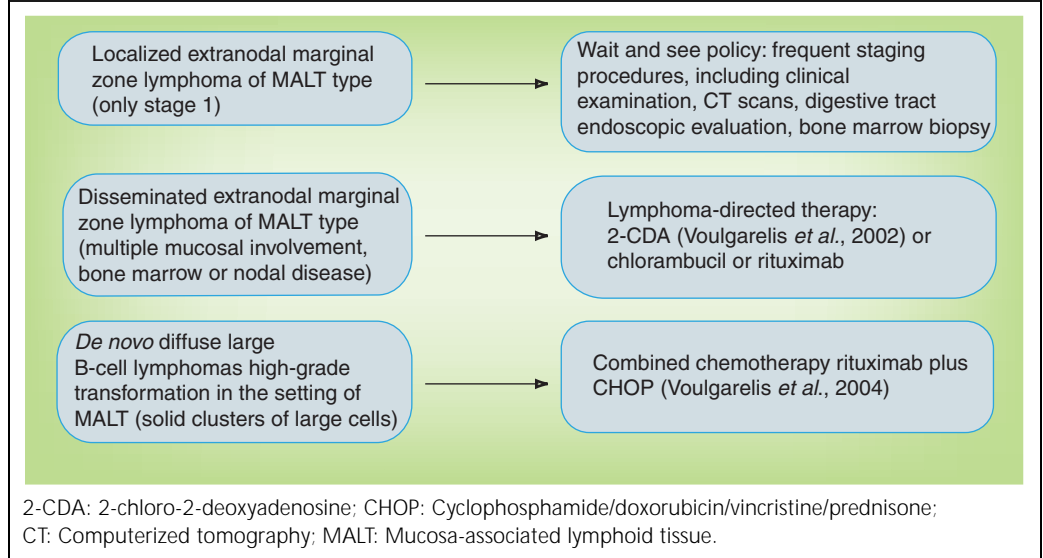 Localized extranodal marginal
zone lymphoma of MALT type
(only stage 1)
Wait and see policy: frequent staging
procedures, including clinical
examination, CT scans, digestive tract
endoscopic evaluation, bone marrow biopsy
Disseminated extranodal marginal
zone lymphoma of MALT type
(multiple mucosal involvement,
bone marrow or nodal disease)
Lymphoma-directed therapy:
2-CDA (Voulgarelis et al., 2002) or
chlorambucil or rituximab
De novo diffuse large
B-cell lymphomas high-grade
transformation in the setting of
MALT (solid clusters of large cells)
Combined chemotherapy rituximab plus
CHOP (Voulgarelis et al., 2004)
2-CDA: 2-chloro-2-deoxyadenosine; CHOP: Cyclophosphamide/doxorubicin/vincristine/prednisone;
CT: Computerized tomography; MALT: Mucosa-associated lymphoid tissue.